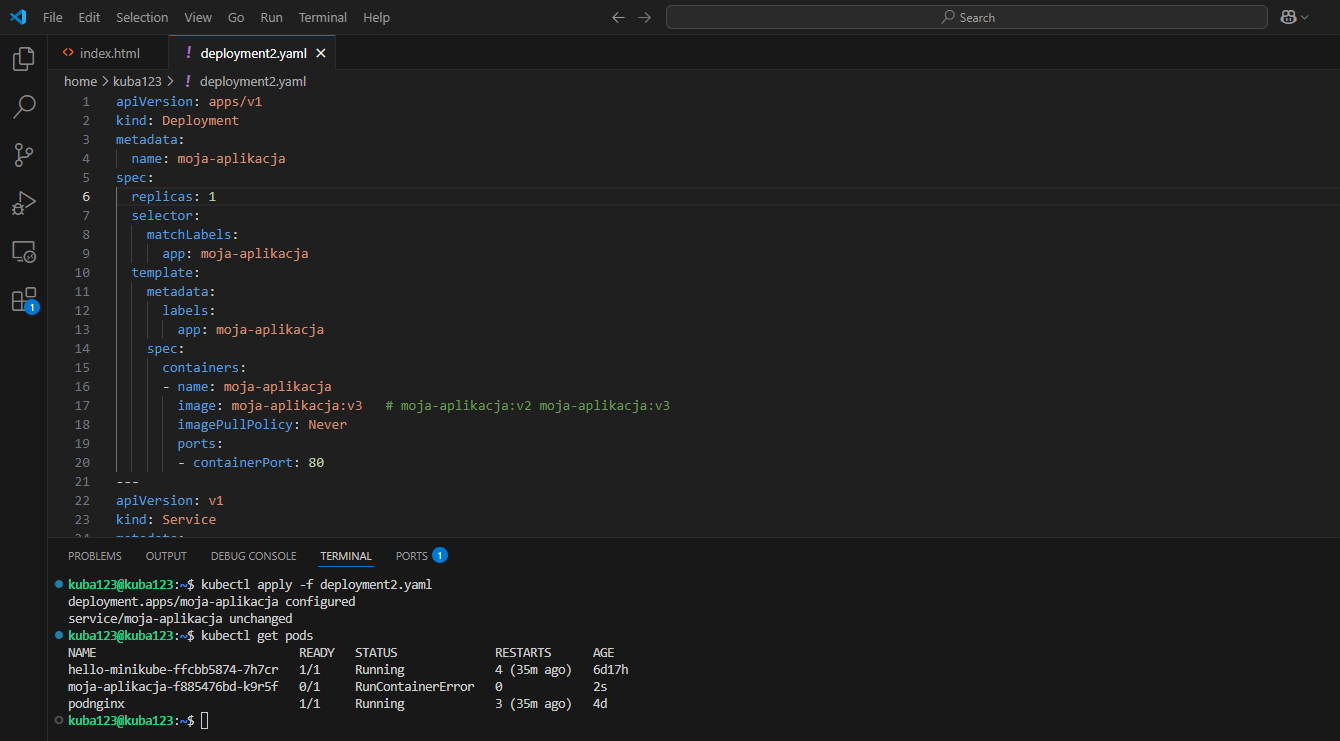 File Edit Selection View Go Run Terminal Help
Search
index.html
! deployment2.yaml
home > kuba123 > ! deployment2.yaml
1 apiVersion: apps/v1
2 kind: Deployment
3 metadata:
4 name: moja-aplikacja
5 spec:
6 replicas: 1
7 selector:
8 matchLabels:
9 app: moja-aplikacja
10 template:
11 metadata:
12 labels:
13 app: moja-aplikacja
14 spec:
15 containers:
16 - name: moja-aplikacja
17 image: moja-aplikacja:v3 # moja-aplikacja:v2 moja-aplikacja:v3
18 imagePullPolicy: Never
19 ports:
20 - containerPort: 80
21 ---
22 apiVersion: v1
23 kind: Service
1
PROBLEMS OUTPUT DEBUG CONSOLE TERMINAL PORTS 1
kuba123@kuba123:~$ kubectl apply -f deployment2.yaml
deployment.apps/moja-aplikacja configured
service/moja-aplikacja unchanged
kuba123@kuba123:~$ kubectl get pods
NAME READY STATUS RESTARTS AGE
hello-minikube-ffcbb5874-7h7cr 1/1 Running 4 (35m ago) 6d17h
moja-aplikacja-f885476bd-k9r5f 0/1 RunContainerError 0 2s
podnginx 1/1 Running 3 (35m ago) 4d
kuba123@kuba123:~$